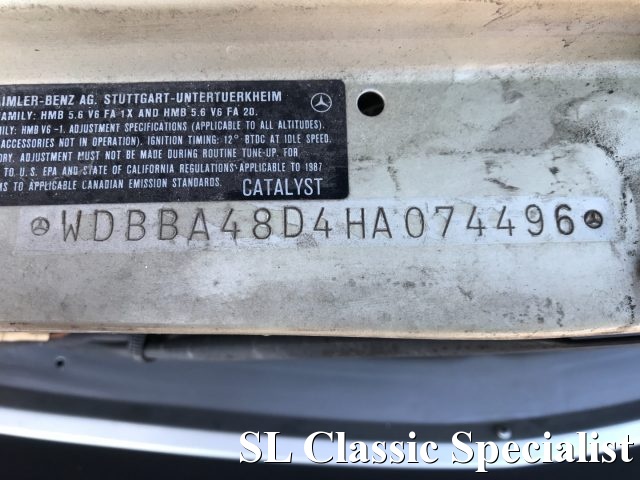 AIMLER-BENZ AG. STUTTGART-UNTERTUERKHEIM
FAMILY: HMB 5.6 V6 FA 1X AND HMB 5.6 V6 FA 20.
ILY: HMB V6 -1. ADJUSTMENT SPECIFICATIONS (APPLICABLE TO ALL ALTITUDES).
ACCESSORIES NOT IN OPERATION). IGNITION TIMING: 12° BTDC AT IDLE SPEED.
ORY. ADJUSTMENT MUST NOT BE MADE DURING ROUTINE TUNE-UP. FOR
TO U.S. EPA AND STATE OF CALIFORNIA REGULATIONS APPLICABLE TO 1987
MS TO APPLICABLE CANADIAN EMISSION STANDARDS. CATALYST
WDBBA48D4HA074496
SL Classic Specialist